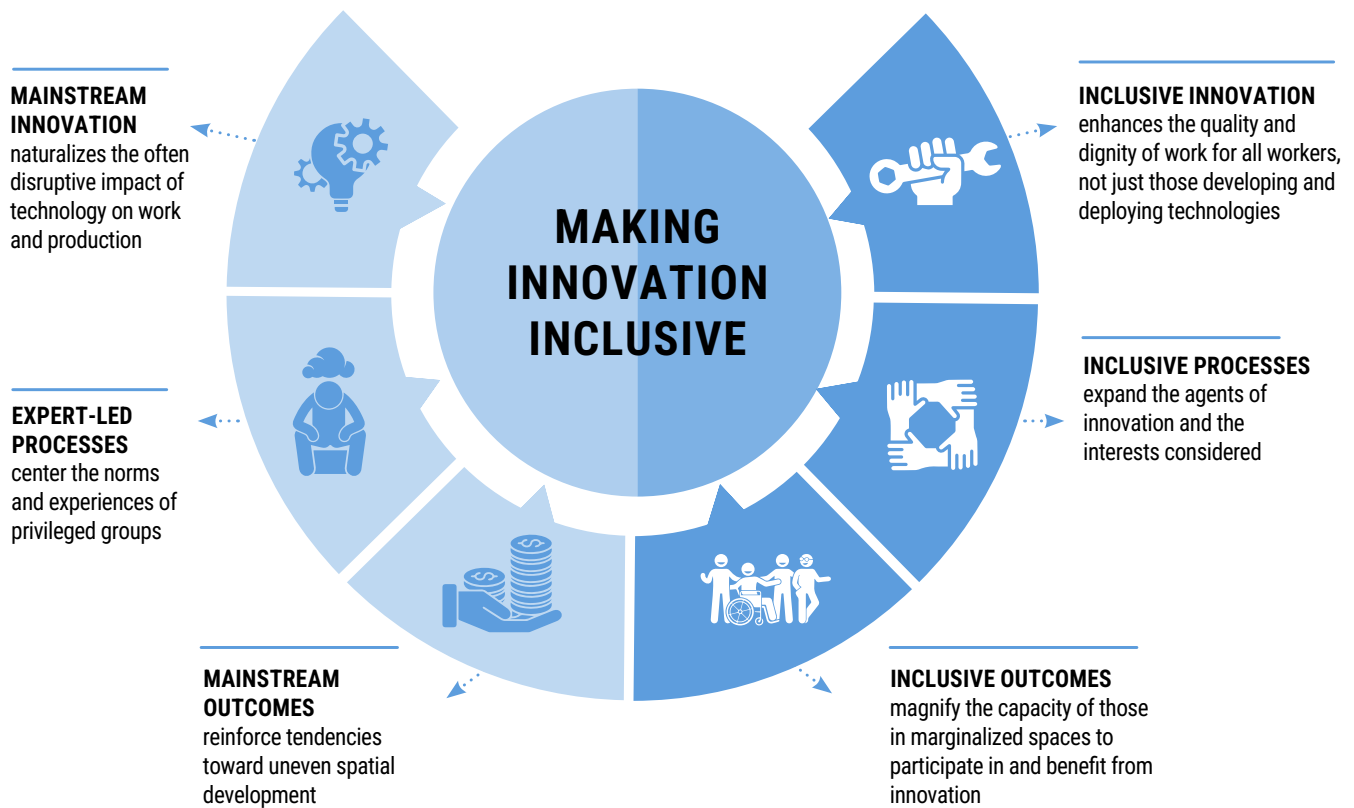 MAKING
INNOVATION
INCLUSIVE
MAINSTREAM
INNOVATION
naturalizes the often
disruptive impact of
technology on work
and production
EXPERT-LED
PROCESSES
center the norms
and experiences of
privileged groups
MAINSTREAM
OUTCOMES
reinforce tendencies
toward uneven spatial
development
INCLUSIVE INNOVATION
enhances the quality and
dignity of work for all workers,
not just those developing and
deploying technologies
INCLUSIVE PROCESSES
expand the agents of
innovation and the
interests considered
INCLUSIVE OUTCOMES
magnify the capacity of those
in marginalized spaces to
participate in and benefit from
innovation
$
$